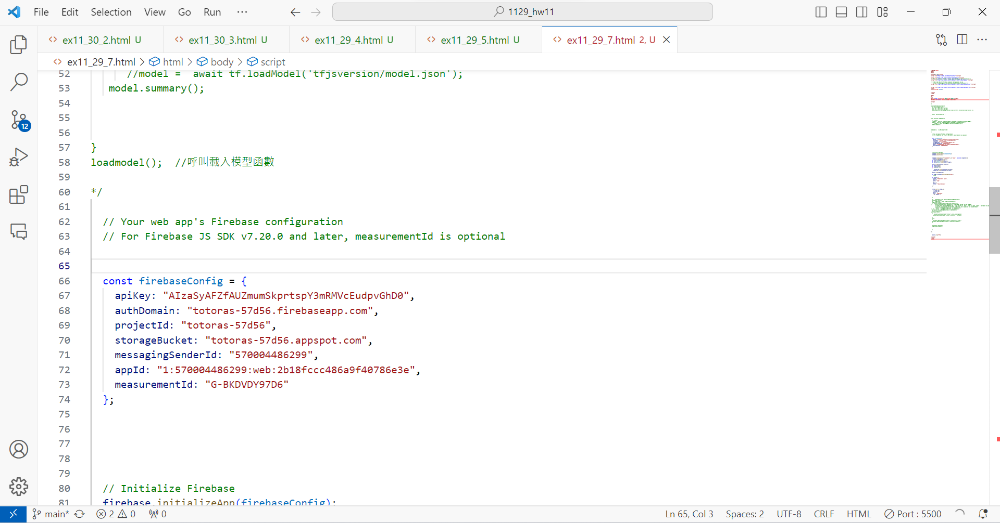 File Edit Selection View Go Run ··· 1129_hw11
ex11_30_2.html U ex11_30_3.html U ex11_29_4.html U ex11_29_5.html U ex11_29_7.html 2, U
ex11_29_7.html > html > body > script
52 //model =  await tf.loadModel('tfjsversion/model.json');
53 model.summary();
54
55
56
57 }
58 loadmodel();  //呼叫載入模型函數
59
60 */
61
62 // Your web app's Firebase configuration
63 // For Firebase JS SDK v7.20.0 and later, measurementId is optional
64
65
66 const firebaseConfig = {
67 apiKey: "AIzaSyAFZfAUZmumSkprtspY3mRMVcEudpvGhD0",
68 authDomain: "totoras-57d56.firebaseapp.com",
69 projectId: "totoras-57d56",
70 storageBucket: "totoras-57d56.appspot.com",
71 messagingSenderId: "570004486299",
72 appId: "1:570004486299:web:2b18fccc486a9f40786e3e",
73 measurementId: "G-BKDVDY97D6"
74 };
75
76
77
78
79
80 // Initialize Firebase
81 firebase.initializeApp(firebaseConfig);
12
main* 2 0 0 Ln 65, Col 3 Spaces: 2 UTF-8 CRLF HTML Port : 5500